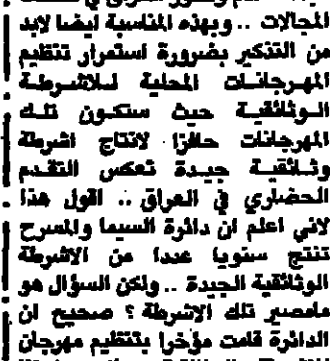 المجالات .. وبهذه المناسبة ايضا لابد
من التذكير بضرورة استمرار تنظيم
المهرجانات المحلية للاشرطة
الوثائقية حيث ستكون تلك
المهرجانات حافزا لانتاج اشرطة
وثائقية جيدة تعكس التقدم
الحضاري في العراق .. اقول هذا
لاني اعلم ان دائرة السيما والمسرح
تنتج سنويا عددا من الاشرطة
الوثائقية الجيدة .. ولكن السؤال هو
مامصير تلك الاشرطة ؟ صحيح ان
الدائرة قامت مؤخرا بتنظيم مهرجان